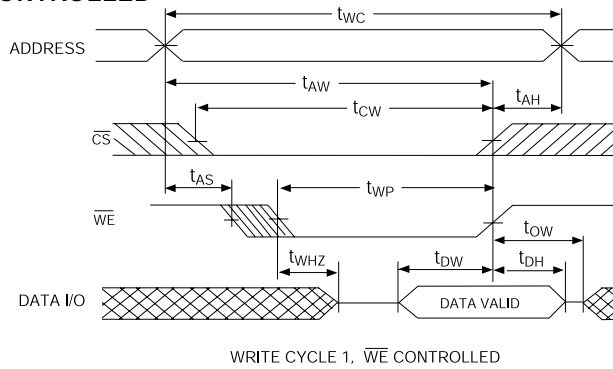 tWC
ADDRESS
tAW
tCW
tAH
CS
tAS
tWP
WE
tOW
tWHZ
tDW
tDH
DATA I/O
DATA VALID
WRITE CYCLE 1, WE CONTROLLED